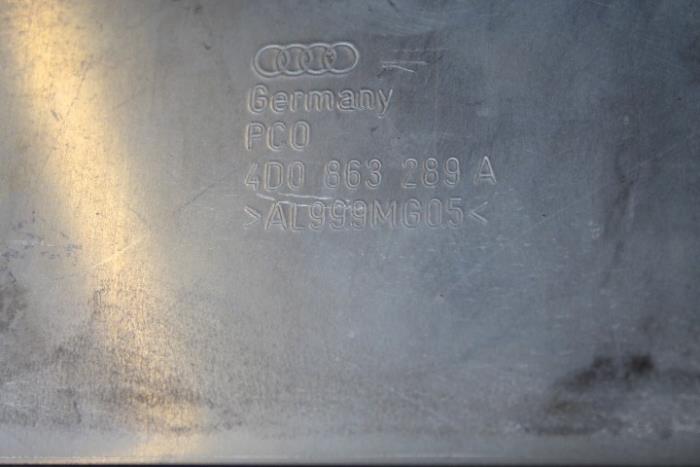 Germany
PCO
4D0 863 289 A
>AL999MG05<